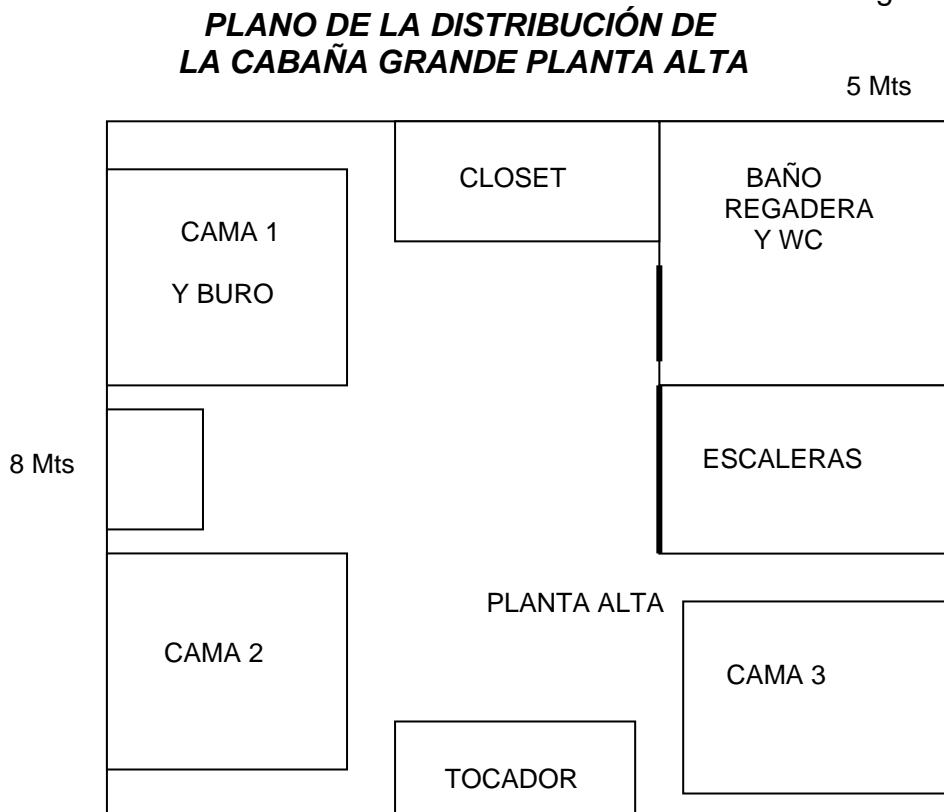 PLANO DE LA DISTRIBUCIÓN DE
LA CABAÑA GRANDE PLANTA ALTA
5 Mts
CLOSET
BAÑO
REGADERA
Y WC
CAMA 1
Y BURO
8 Mts
ESCALERAS
PLANTA ALTA
CAMA 2
CAMA 3
TOCADOR